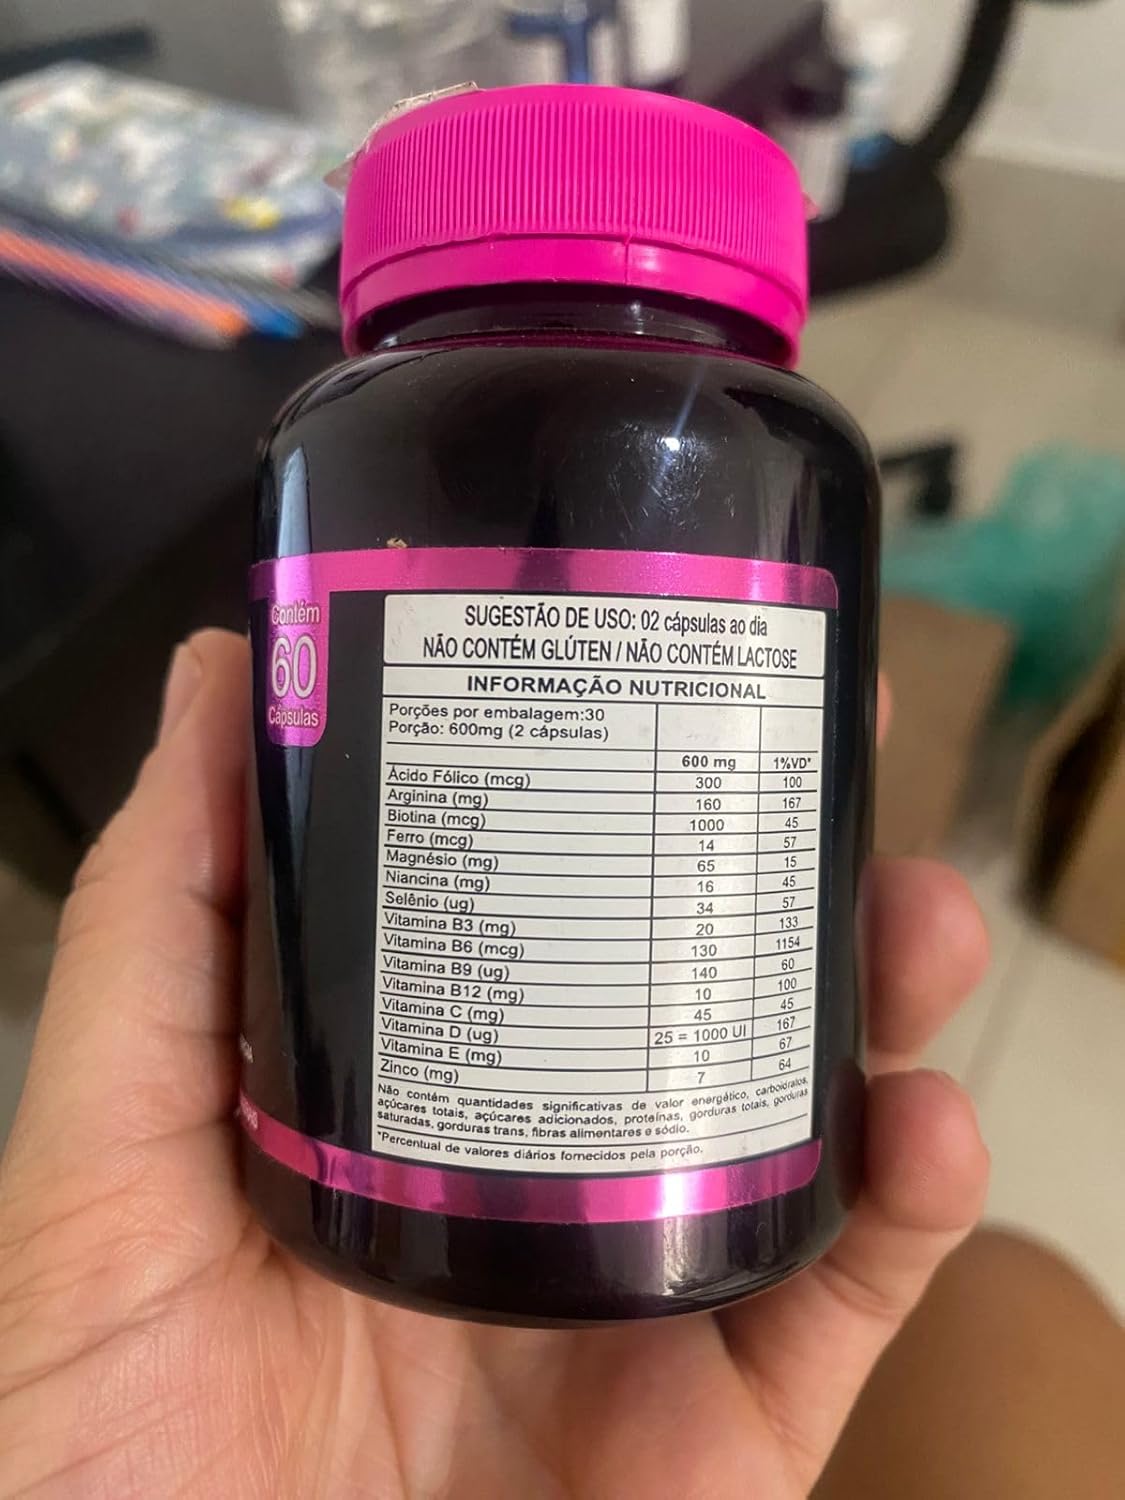 Contém
60
Cápsulas
SUGESTÃO DE USO: 02 cápsulas ao dia
NÃO CONTÉM GLÚTEN / NÃO CONTÉM LACTOSE
INFORMAÇÃO NUTRICIONAL
Porções por embalagem:30
Porção: 600mg (2 cápsulas)
600 mg 1%VD*
Ácido Fólico (mcg) 300 100
Arginina (mg) 160 167
Biotina (mcg) 1000 45
Ferro (mcg) 14 57
Magnésio (mg) 65 15
Niancina (mg) 16 45
Selênio (ug) 34 57
Vitamina B3 (mg) 20 133
Vitamina B6 (mcg) 130 1154
Vitamina B9 (ug) 140 60
Vitamina B12 (mg) 10 100
Vitamina C (mg) 45 45
Vitamina D (ug) 25 = 1000 UI 167
Vitamina E (mg) 10 67
Zinco (mg) 7 64
Não contém quantidades significativas de valor energético, carboidratos,
açúcares totais, açúcares adicionados, proteínas, gorduras totais, gorduras
saturadas, gorduras trans, fibras alimentares e sódio.
*Percentual de valores diários fornecidos pela porção.